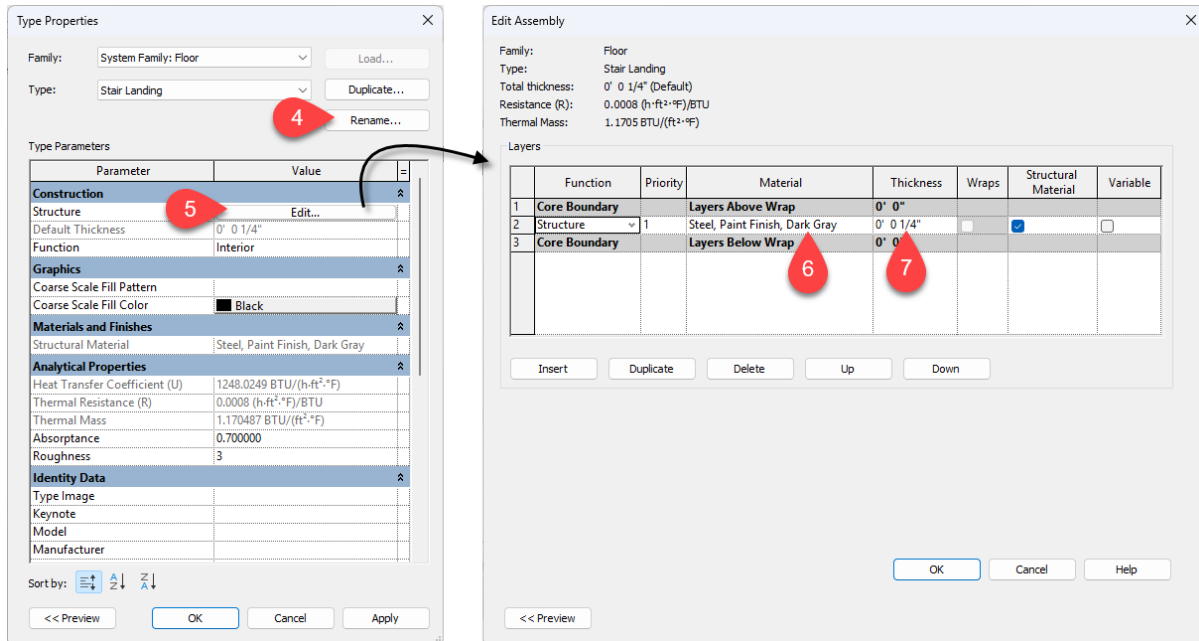 Type Properties
Family: System Family: Floor Load...
Type: Stair Landing Duplicate...
4 Rename...
Type Parameters
Parameter Value =
Construction
Structure 5 Edit...
Default Thickness 0' 0 1/4"
Function Interior
Graphics
Coarse Scale Fill Pattern
Coarse Scale Fill Color Black
Materials and Finishes
Structural Material Steel, Paint Finish, Dark Gray
Analytical Properties
Heat Transfer Coefficient (U) 1248.0249 BTU/(h·ft²·°F)
Thermal Resistance (R) 0.0008 (h·ft²·°F)/BTU
Thermal Mass 1.170487 BTU/(ft²·°F)
Absorptance 0.700000
Roughness 3
Identity Data
Type Image
Keynote
Model
Manufacturer
Sort by:
<< Preview OK Cancel Apply
Edit Assembly
Family: Floor
Type: Stair Landing
Total thickness: 0' 0 1/4" (Default)
Resistance (R): 0.0008 (h·ft²·°F)/BTU
Thermal Mass: 1.1705 BTU/(ft²·°F)
Layers
Function Priority Material Thickness Wraps Structural Material Variable
1 Core Boundary Layers Above Wrap 0' 0"
2 Structure 1 Steel, Paint Finish, Dark Gray 0' 0 1/4"
3 Core Boundary Layers Below Wrap 0'
6 7
Insert Duplicate Delete Up Down
OK Cancel Help
<< Preview